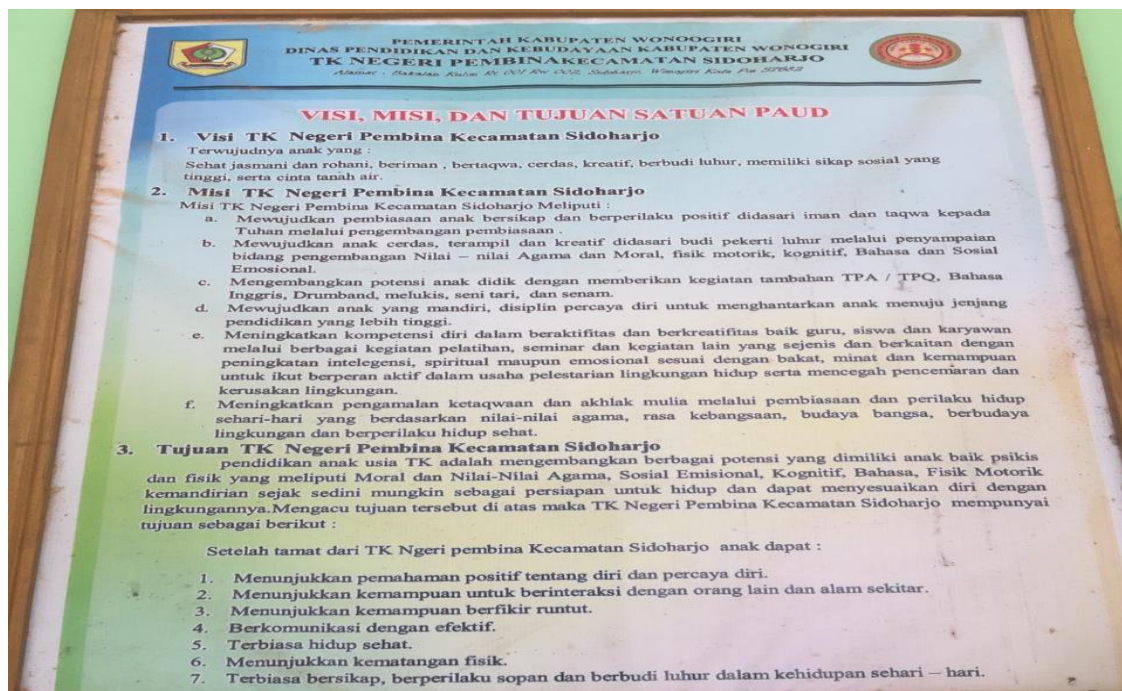 PEMERINTAH KABUPATEN WONOOGIRI
DINAS PENDIDIKAN DAN KEBUDAYAAN KABUPATEN WONOGIRI
TK NEGERI PEMBINAKECAMATAN SIDOHARJO
Alamat : Bakalan Kulon Rt 001 Rw 002, Sidoharjo, Wonogiri Kode Pos 57682
VISI, MISI, DAN TUJUAN SATUAN PAUD
1. Visi TK Negeri Pembina Kecamatan Sidoharjo
Terwujudnya anak yang :
Sehat jasmani dan rohani, beriman , bertaqwa, cerdas, kreatif, berbudi luhur, memiliki sikap sosial yang
tinggi, serta cinta tanah air.
2. Misi TK Negeri Pembina Kecamatan Sidoharjo
Misi TK Negeri Pembina Kecamatan Sidoharjo Meliputi :
a. Mewujudkan pembiasaan anak bersikap dan berperilaku positif didasari iman dan taqwa kepada
Tuhan melalui pengembangan pembiasaan .
b. Mewujudkan anak cerdas, terampil dan kreatif didasari budi pekerti luhur melalui penyampaian
bidang pengembangan Nilai – nilai Agama dan Moral, fisik motorik, kognitif, Bahasa dan Sosial
Emosional.
c. Mengembangkan potensi anak didik dengan memberikan kegiatan tambahan TPA / TPQ, Bahasa
Inggris, Drumband, melukis, seni tari, dan senam.
d. Mewujudkan anak yang mandiri, disiplin percaya diri untuk menghantarkan anak menuju jenjang
pendidikan yang lebih tinggi.
e. Meningkatkan kompetensi diri dalam beraktifitas dan berkreatifitas baik guru, siswa dan karyawan
melalui berbagai kegiatan pelatihan, seminar dan kegiatan lain yang sejenis dan berkaitan dengan
peningkatan intelegensi, spiritual maupun emosional sesuai dengan bakat, minat dan kemampuan
untuk ikut berperan aktif dalam usaha pelestarian lingkungan hidup serta mencegah pencemaran dan
kerusakan lingkungan.
f. Meningkatkan pengamalan ketaqwaan dan akhlak mulia melalui pembiasaan dan perilaku hidup
sehari-hari yang berdasarkan nilai-nilai agama, rasa kebangsaan, budaya bangsa, berbudaya
lingkungan dan berperilaku hidup sehat.
3. Tujuan TK Negeri Pembina Kecamatan Sidoharjo
pendidikan anak usia TK adalah mengembangkan berbagai potensi yang dimiliki anak baik psikis
dan fisik yang meliputi Moral dan Nilai-Nilai Agama, Sosial Emisional, Kognitif, Bahasa, Fisik Motorik
kemandirian sejak sedini mungkin sebagai persiapan untuk hidup dan dapat menyesuaikan diri dengan
lingkungannya.Mengacu tujuan tersebut di atas maka TK Negeri Pembina Kecamatan Sidoharjo mempunyai
tujuan sebagai berikut :
Setelah tamat dari TK Ngeri pembina Kecamatan Sidoharjo anak dapat :
1. Menunjukkan pemahaman positif tentang diri dan percaya diri.
2. Menunjukkan kemampuan untuk berinteraksi dengan orang lain dan alam sekitar.
3. Menunjukkan kemampuan berfikir runtut.
4. Berkomunikasi dengan efektif.
5. Terbiasa hidup sehat.
6. Menunjukkan kematangan fisik.
7. Terbiasa bersikap, berperilaku sopan dan berbudi luhur dalam kehidupan sehari – hari.